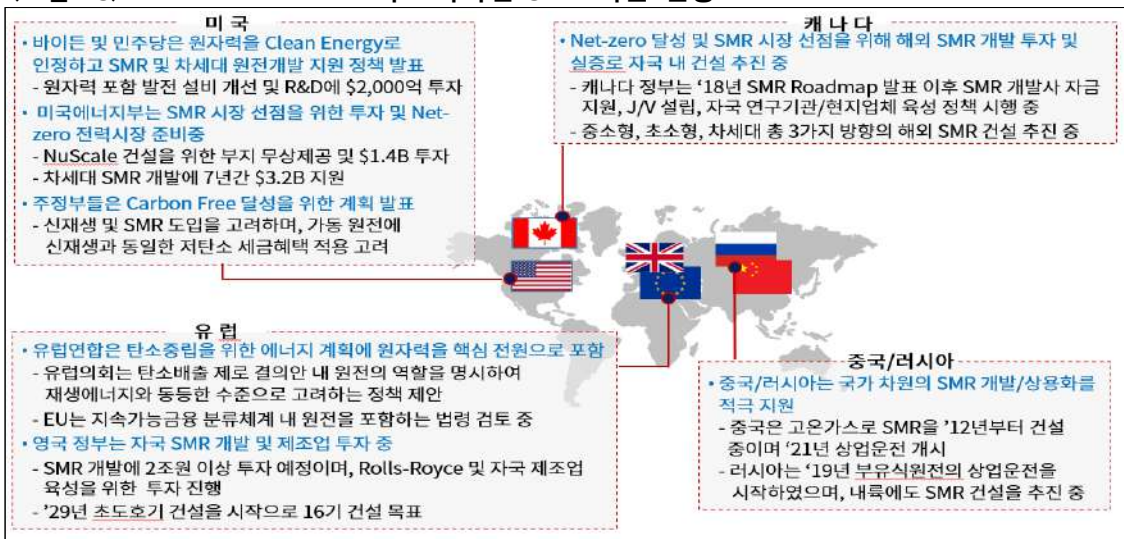 미 국
• 바이든 및 민주당은 원자력을 Clean Energy로
인정하고 SMR 및 차세대 원전개발 지원 정책 발표
- 원자력 포함 발전 설비 개선 및 R&D에 $2,000억 투자
• 미국에너지부는 SMR 시장 선점을 위한 투자 및 Net-
zero 전력시장 준비중
- NuScale 건설을 위한 부지 무상제공 및 $1.4B 투자
- 차세대 SMR 개발에 7년간 $3.2B 지원
• 주정부들은 Carbon Free 달성을 위한 계획 발표
- 신재생 및 SMR 도입을 고려하며, 가동 원전에
신재생과 동일한 저탄소 세금혜택 적용 고려
캐 나 다
• Net-zero 달성 및 SMR 시장 선점을 위해 해외 SMR 개발 투자 및
실증로 자국 내 건설 추진 중
- 캐나다 정부는 ‘18년 SMR Roadmap 발표 이후 SMR 개발사 자금
지원, J/V 설립, 자국 연구기관/현지업체 육성 정책 시행 중
- 중소형, 초소형, 차세대 총 3가지 방향의 해외 SMR 건설 추진 중
유 럽
• 유럽연합은 탄소중립을 위한 에너지 계획에 원자력을 핵심 전원으로 포함
- 유럽의회는 탄소배출 제로 결의안 내 원전의 역할을 명시하여
재생에너지와 동등한 수준으로 고려하는 정책 제안
- EU는 지속가능금융 분류체계 내 원전을 포함하는 법령 검토 중
• 영국 정부는 자국 SMR 개발 및 제조업 투자 중
- SMR 개발에 2조원 이상 투자 예정이며, Rolls-Royce 및 자국 제조업
육성을 위한 투자 진행
- ’29년 초도호기 건설을 시작으로 16기 건설 목표
중국/러시아
• 중국/러시아는 국가 차원의 SMR 개발/상용화를
적극 지원
- 중국은 고온가스로 SMR을 ’12년부터 건설
중이며 ‘21년 상업운전 개시
- 러시아는 ‘19년 부유식원전의 상업운전을
시작하였으며, 내륙에도 SMR 건설을 추진 중